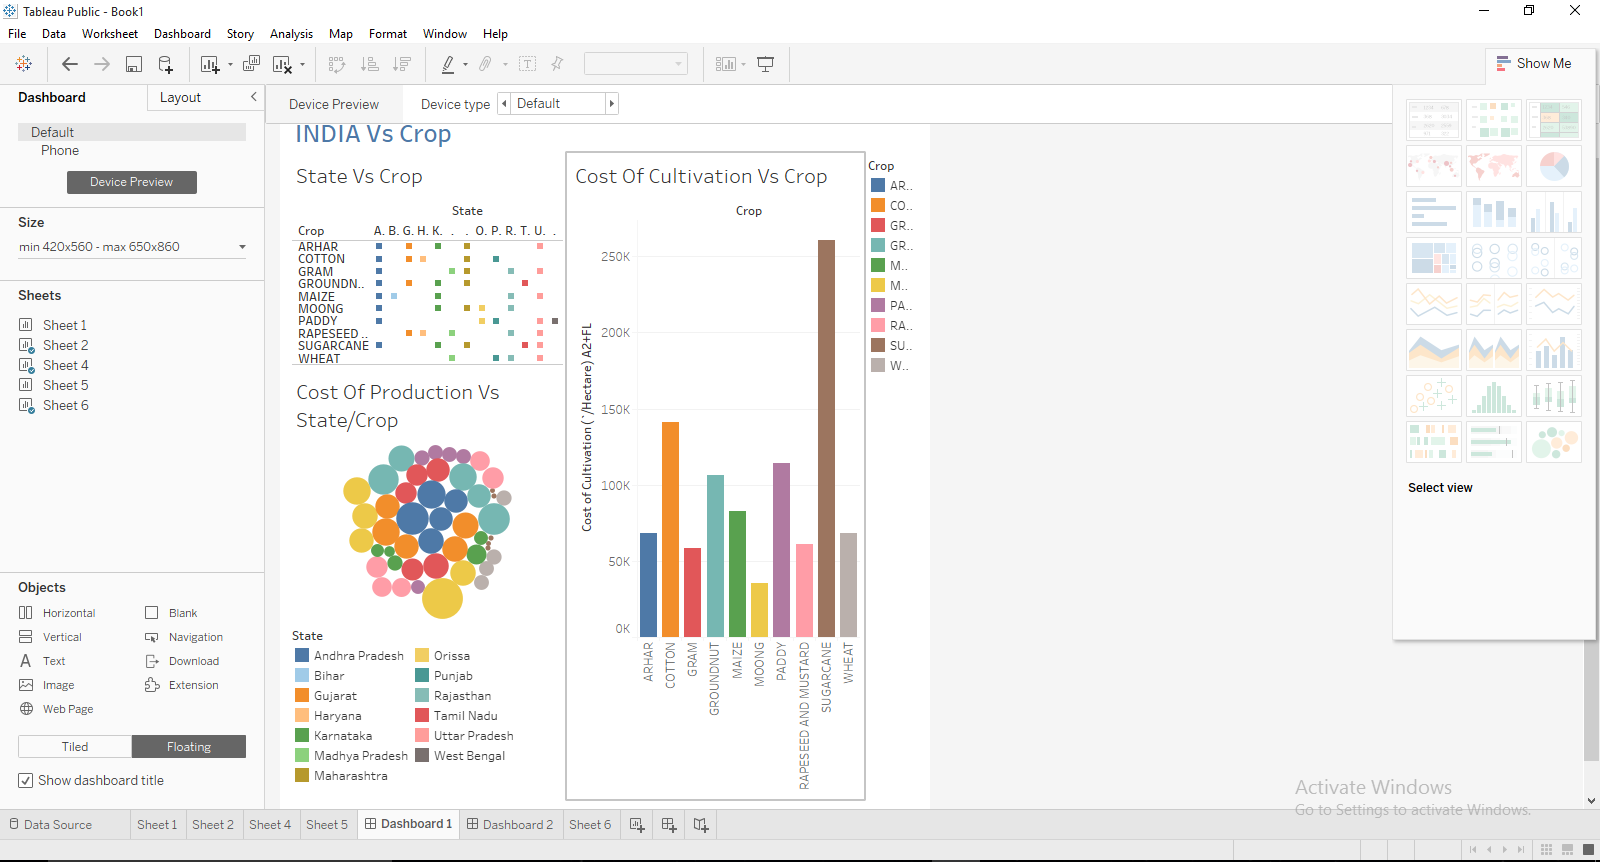 Tableau Public - Book1
File Data Worksheet Dashboard Story Analysis Map Format Window Help
Show Me
Dashboard Layout
Device Preview Device type Default
Default
Phone
Device Preview
Size
min 420x560 - max 650x860
Sheets
Sheet 1
Sheet 2
Sheet 4
Sheet 5
Sheet 6
Objects
Horizontal Blank
Vertical Navigation
Text Download
Image Extension
Web Page
Tiled Floating
Show dashboard title
INDIA Vs Crop
State Vs Crop
State
Crop A. B. G. H. K. . . O. P. R. T. U. .
ARHAR
COTTON
GRAM
GROUNDN..
MAIZE
MOONG
PADDY
RAPESEED ..
SUGARCANE
WHEAT
Cost Of Production Vs
State/Crop
State
Andhra Pradesh Orissa
Bihar Punjab
Gujarat Rajasthan
Haryana Tamil Nadu
Karnataka Uttar Pradesh
Madhya Pradesh West Bengal
Maharashtra
Cost Of Cultivation Vs Crop
Crop
Cost of Cultivation (`/Hectare) A2+FL
250K
200K
150K
100K
50K
0K
ARHAR
COTTON
GRAM
GROUNDNUT
MAIZE
MOONG
PADDY
RAPESEED AND MUSTARD
SUGARCANE
WHEAT
Crop
AR..
CO..
GR..
GR..
M..
M..
PA..
RA..
SU..
W..
Select view
Activate Windows
Go to Settings to activate Windows.
Data Source Sheet 1 Sheet 2 Sheet 4 Sheet 5 Dashboard 1 Dashboard 2 Sheet 6